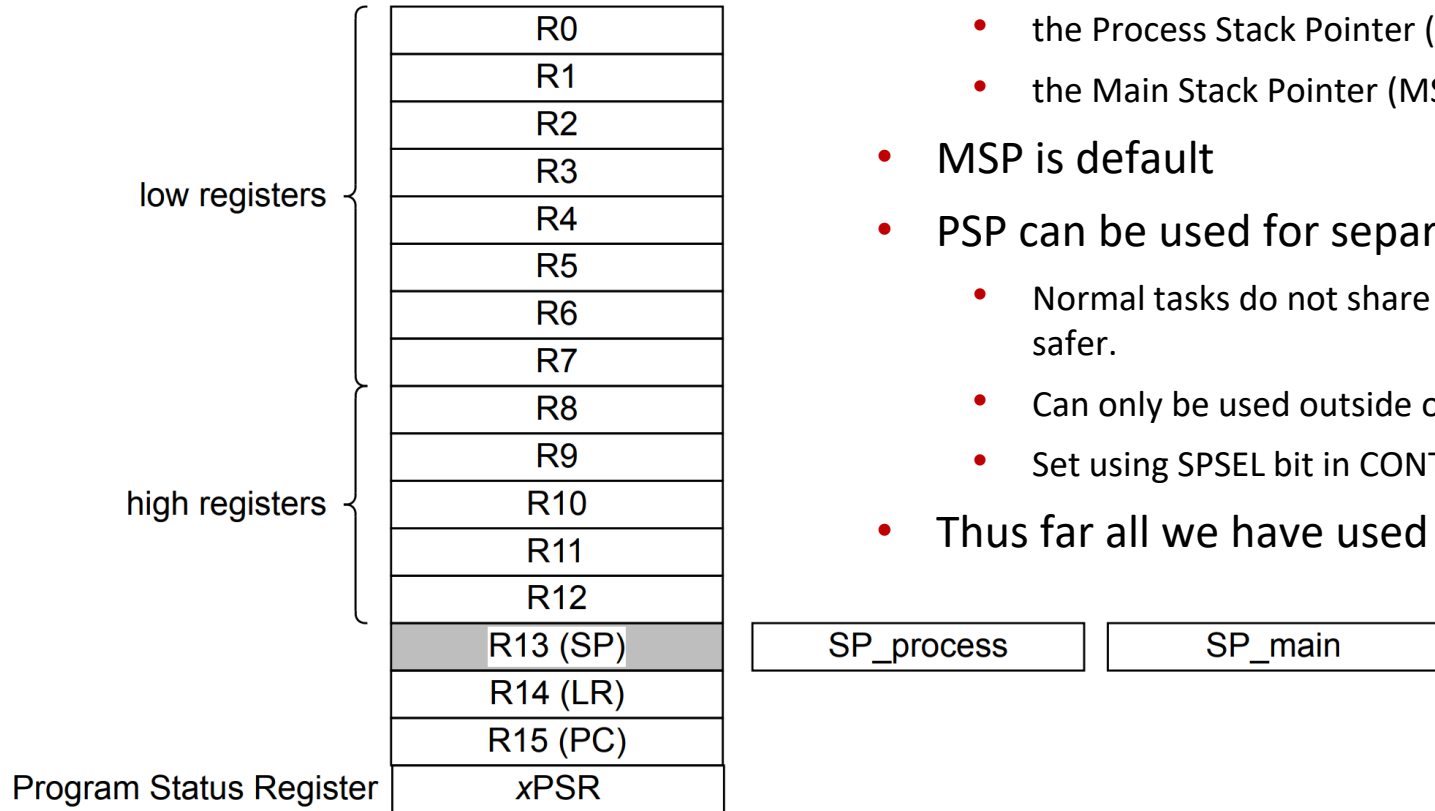 R0
R1
R2
R3
R4
R5
R6
R7
R8
R9
R10
R11
R12
R13 (SP)
R14 (LR)
R15 (PC)
xPSR
low registers
high registers
Program Status Register
SP_process
SP_main
• the Process Stack Pointer (
• the Main Stack Pointer (MS
• MSP is default
• PSP can be used for separ
• Normal tasks do not share
safer.
• Can only be used outside o
• Set using SPSEL bit in CONT
• Thus far all we have used